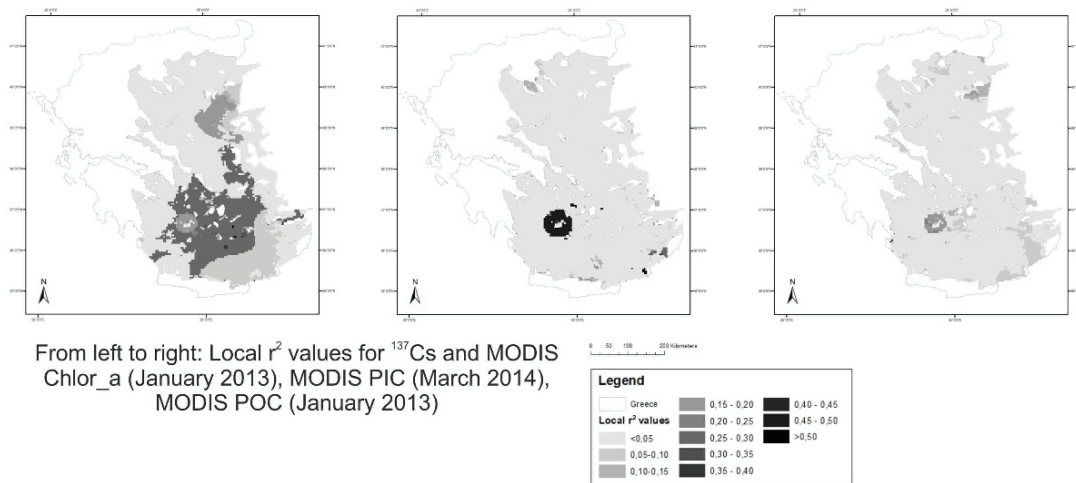 N
N
N
From left to right: Local r² values for ¹³⁷Cs and MODIS
Chlor_a (January 2013), MODIS PIC (March 2014),
MODIS POC (January 2013)
0 50 100 200 Kilometers
Legend
Greece
Local r² values
<0,05
0,05-0,10
0,10-0,15
0,15 - 0,20
0,20 - 0,25
0,25 - 0,30
0,30 - 0,35
0,35 - 0,40
0,40 - 0,45
0,45 - 0,50
>0,50